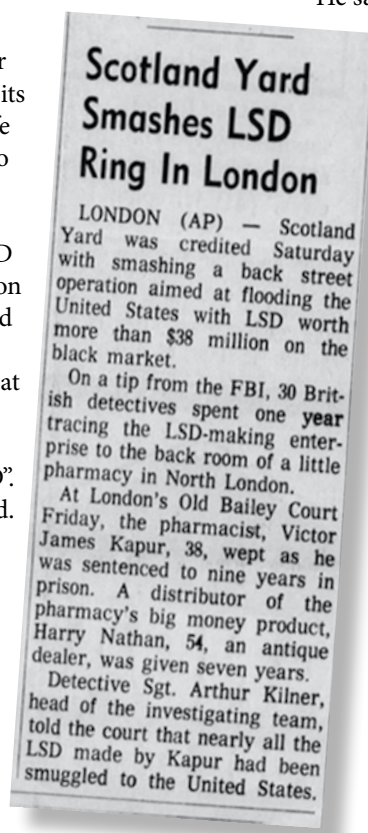 He sa
r
its
e
o
D
on
d
at
”.
d.
Scotland Yard
Smashes LSD
Ring In London
LONDON (AP) — Scotland
Yard was credited Saturday
with smashing a back street
operation aimed at flooding the
United States with LSD worth
more than $38 million on the
black market.
On a tip from the FBI, 30 Brit-
ish detectives spent one year
tracing the LSD-making enter-
prise to the back room of a little
pharmacy in North London.
At London's Old Bailey Court
Friday, the pharmacist, Victor
James Kapur, 38, wept as he
was sentenced to nine years in
prison. A distributor of the
pharmacy's big money product,
Harry Nathan, 54, an antique
dealer, was given seven years.
Detective Sgt. Arthur Kilner,
head of the investigating team,
told the court that nearly all the
LSD made by Kapur had been
smuggled to the United States.